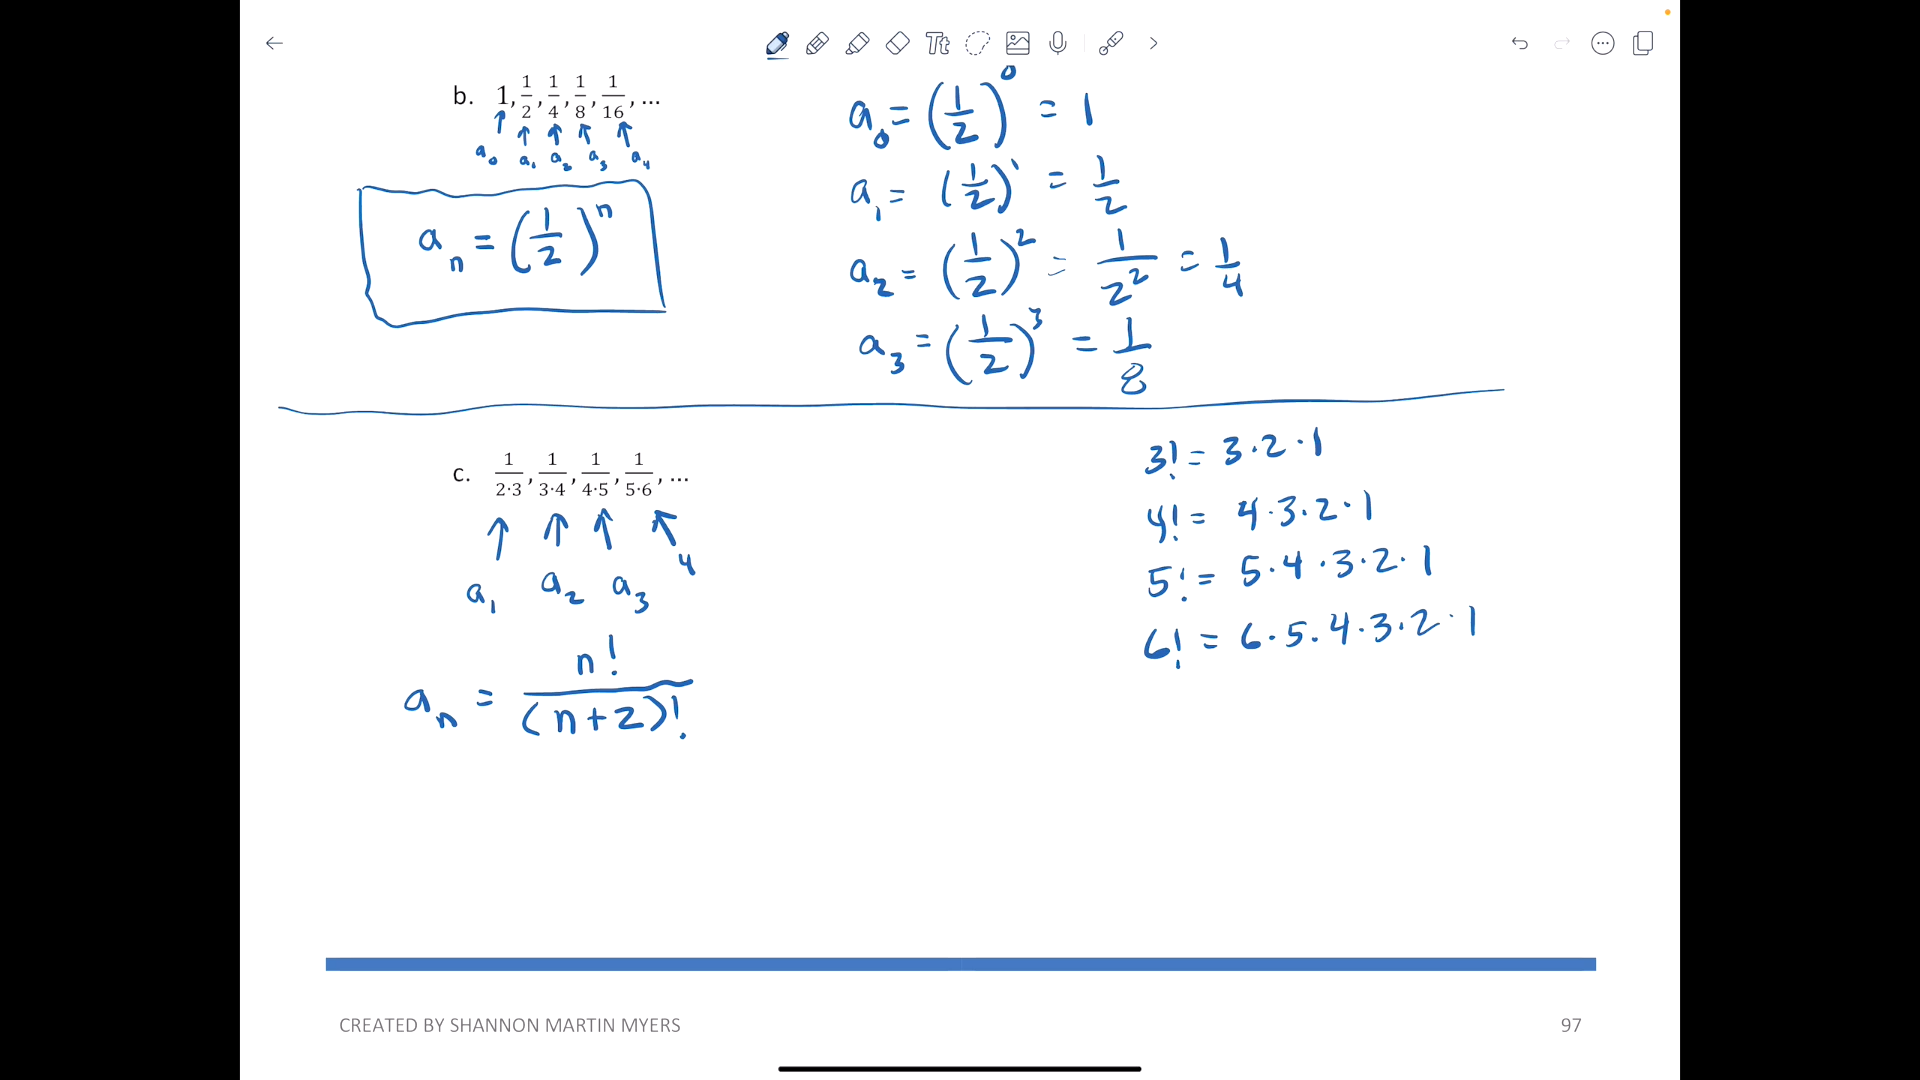 b. 1, 1/2, 1/4, 1/8, 1/16, ...
a₀ a₁ a₂ a₃ a₄
aₙ = (1/2)ⁿ
a₀ = (1/2)⁰ = 1
a₁ = (1/2)¹ = 1/2
a₂ = (1/2)² = 1/2² = 1/4
a₃ = (1/2)³ = 1/8
c. 1/(2·3), 1/(3·4), 1/(4·5), 1/(5·6), ...
a₁ a₂ a₃ 4
aₙ = n!/(n+2)!
3! = 3·2·1
4! = 4·3·2·1
5! = 5·4·3·2·1
6! = 6·5·4·3·2·1
CREATED BY SHANNON MARTIN MYERS
97